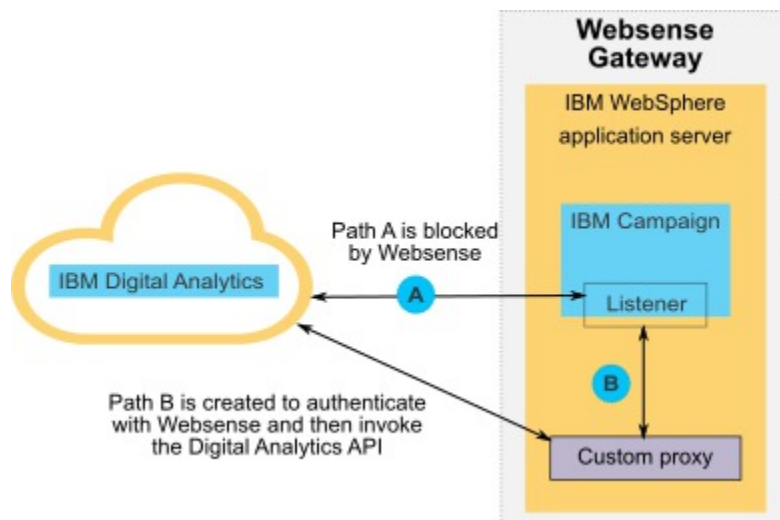 Websense
Gateway
IBM WebSphere
application server
IBM Campaign
Path A is blocked
by Websense
IBM Digital Analytics
A
Listener
B
Path B is created to authenticate
with Websense and then invoke
the Digital Analytics API
Custom proxy